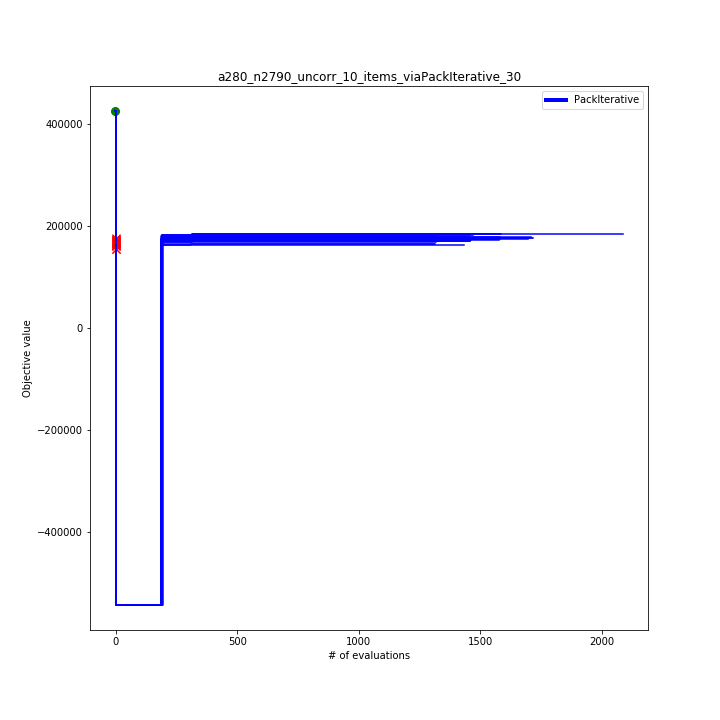 a280_n2790_uncorr_10_items_viaPackIterative_30
PackIterative
400000
200000
0
−200000
−400000
Objective value
0 500 1000 1500 2000
# of evaluations